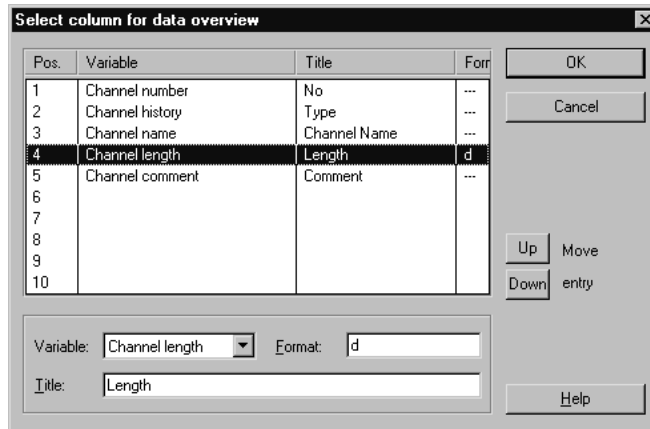 Select column for data overview
Pos. Variable Title Forr
1 Channel number No ---
2 Channel history Type ---
3 Channel name Channel Name ---
4 Channel length Length d
5 Channel comment Comment ---
6
7
8
9
10
OK
Cancel
Up Move
Down entry
Variable: Channel length Format: d
Title: Length
Help